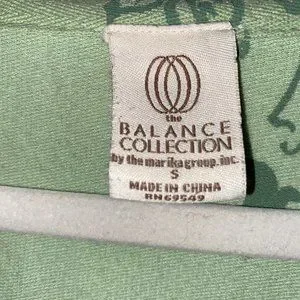 the
BALANCE
COLLECTION
by the marika group, inc.
S
MADE IN CHINA
RN69549